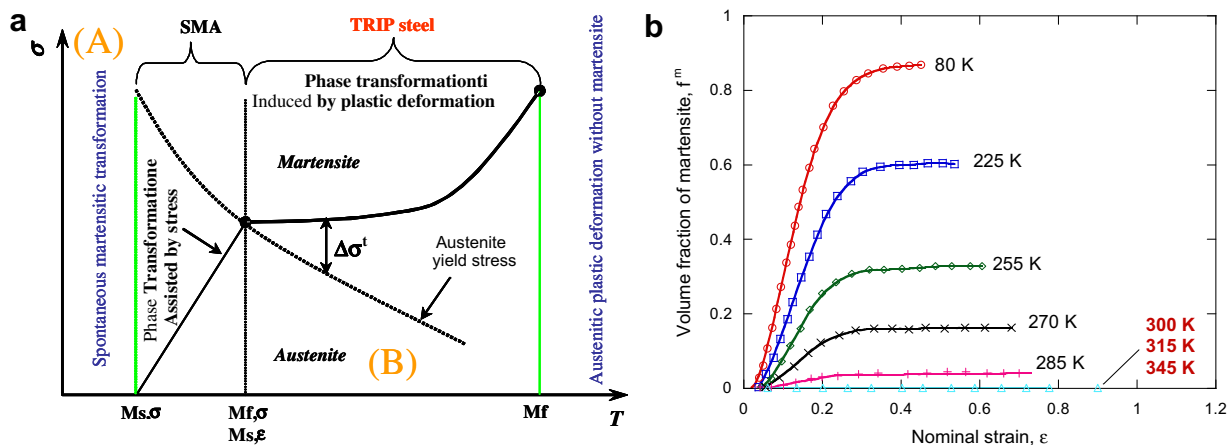 a
σ
(A)
SMA
TRIP steel
Phase transformationti
Induced by plastic deformation
Spontaneous martensitic transformation
Phase Transformatione
Assisted by stress
Martensite
Δσᵗ
Austenite
yield stress
Austenite
(B)
Austenitic plastic deformation without martensite
Ms.σ
Mf,σ
Ms,ε
Mf
T
b
Volume fraction of martensite, fᵐ
1
0.8
0.6
0.4
0.2
0
80 K
225 K
255 K
270 K
285 K
300 K
315 K
345 K
0 0.2 0.4 0.6 0.8 1 1.2
Nominal strain, ε